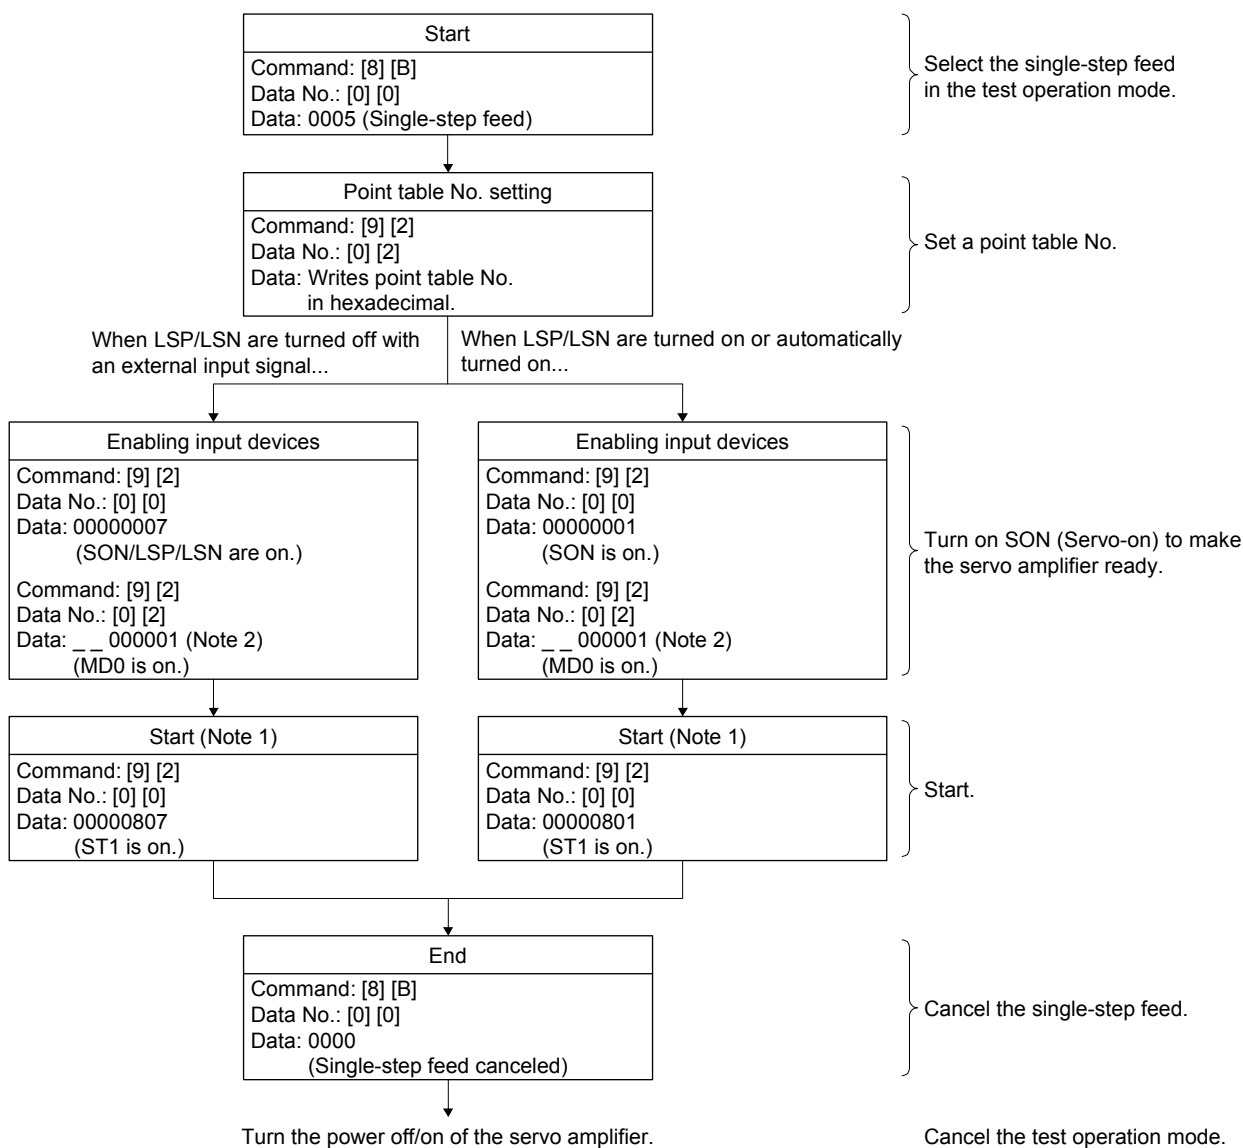 Start
Command: [8] [B]
Data No.: [0] [0]
Data: 0005 (Single-step feed)
Select the single-step feed
in the test operation mode.
Point table No. setting
Command: [9] [2]
Data No.: [0] [2]
Data: Writes point table No.
in hexadecimal.
Set a point table No.
When LSP/LSN are turned off with
an external input signal...
When LSP/LSN are turned on or automatically
turned on...
Enabling input devices
Command: [9] [2]
Data No.: [0] [0]
Data: 00000007
(SON/LSP/LSN are on.)
Command: [9] [2]
Data No.: [0] [2]
Data: _ _ 000001 (Note 2)
(MD0 is on.)
Enabling input devices
Command: [9] [2]
Data No.: [0] [0]
Data: 00000001
(SON is on.)
Command: [9] [2]
Data No.: [0] [2]
Data: _ _ 000001 (Note 2)
(MD0 is on.)
Turn on SON (Servo-on) to make
the servo amplifier ready.
Start (Note 1)
Command: [9] [2]
Data No.: [0] [0]
Data: 00000807
(ST1 is on.)
Start (Note 1)
Command: [9] [2]
Data No.: [0] [0]
Data: 00000801
(ST1 is on.)
Start.
End
Command: [8] [B]
Data No.: [0] [0]
Data: 0000
(Single-step feed canceled)
Cancel the single-step feed.
Turn the power off/on of the servo amplifier.
Cancel the test operation mode.